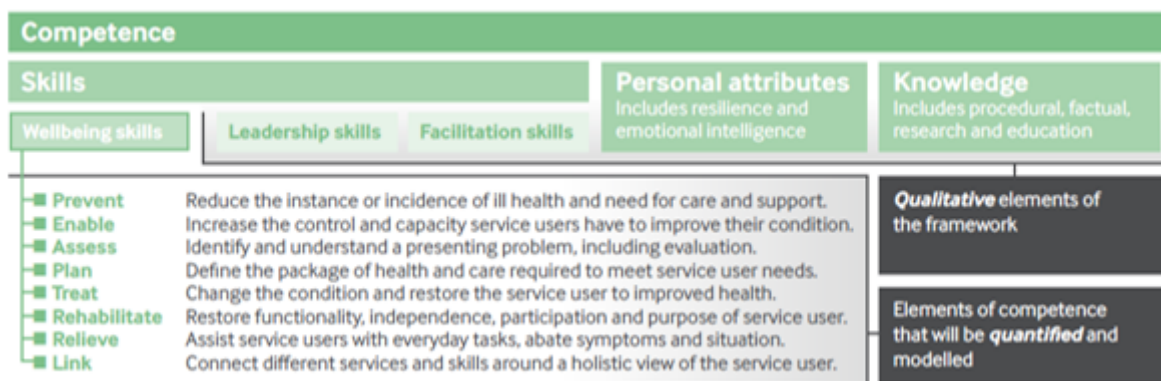 Competence
Skills
Personal attributes
Includes resilience and
emotional intelligence
Knowledge
Includes procedural, factual,
research and education
Wellbeing skills
Leadership skills
Facilitation skills
Prevent Reduce the instance or incidence of ill health and need for care and support.
Enable Increase the control and capacity service users have to improve their condition.
Assess Identify and understand a presenting problem, including evaluation.
Plan Define the package of health and care required to meet service user needs.
Treat Change the condition and restore the service user to improved health.
Rehabilitate Restore functionality, independence, participation and purpose of service user.
Relieve Assist service users with everyday tasks, abate symptoms and situation.
Link Connect different services and skills around a holistic view of the service user.
Qualitative elements of
the framework
Elements of competence
that will be quantified and
modelled